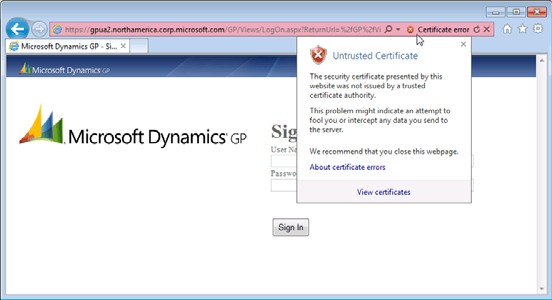 https://gpua2.northamerica.corp.microsoft.com/GP/Views/LogOn.aspx?ReturnUrl=%2fGP%2fVi
Certificate error
Microsoft Dynamics GP - Si...
Microsoft Dynamics GP
Untrusted Certificate
The security certificate presented by this
website was not issued by a trusted
certificate authority.
This problem might indicate an attempt to
fool you or intercept any data you send to
the server.
We recommend that you close this webpage.
About certificate errors
View certificates
Microsoft Dynamics GP
Sig
User Na
Passwo
Sign In